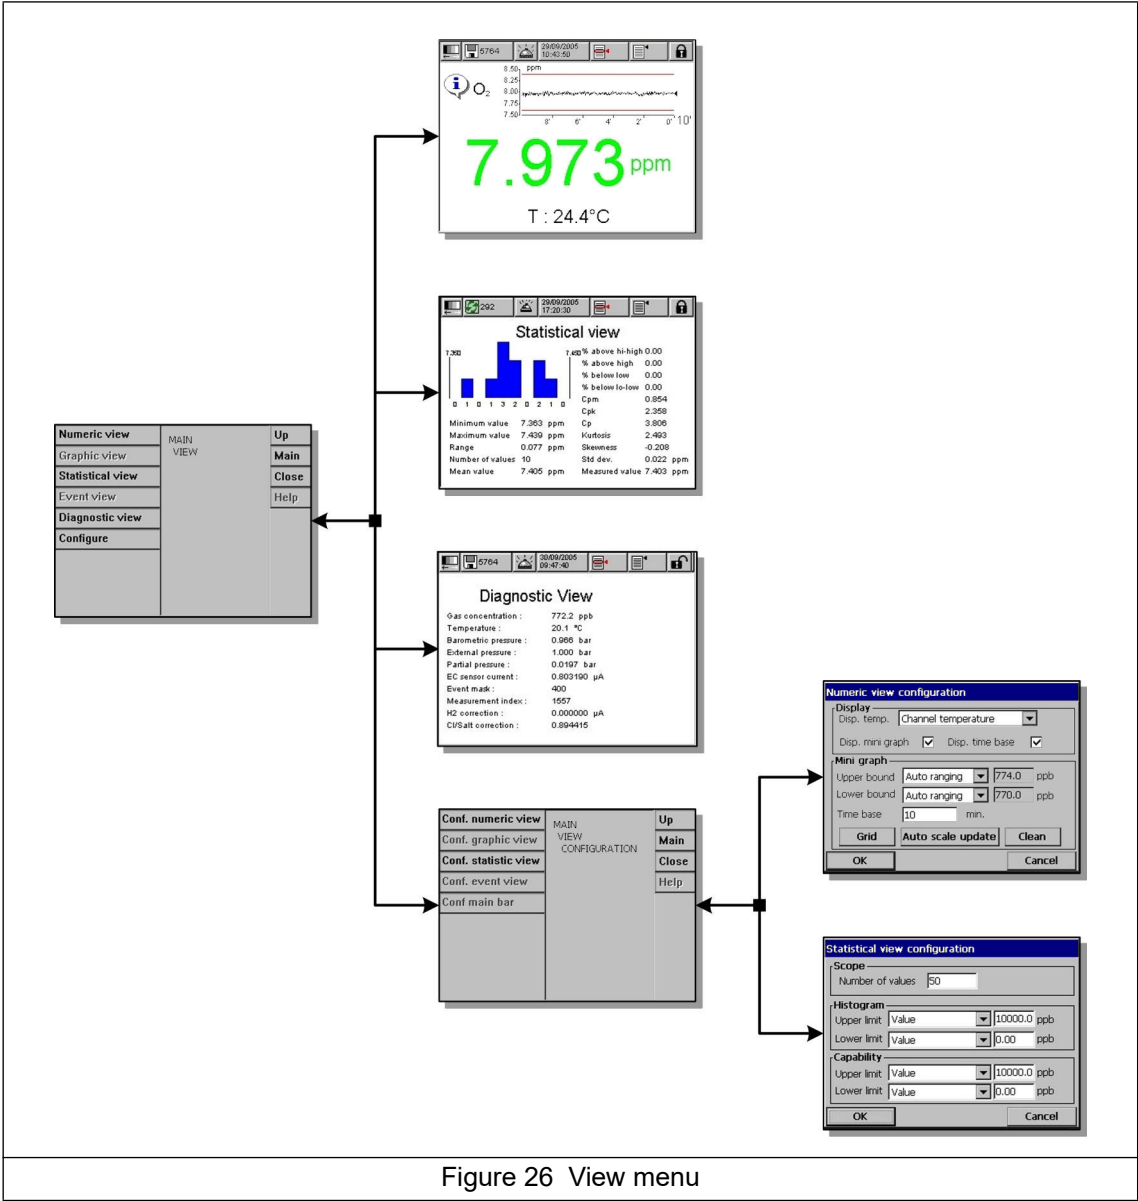 5764
29/09/2005
10:43:50
8.50 ppm
8.25
8.00
7.75
7.50
8' 6' 4' 2' 0' 10'
O2
7.973 ppm
T : 24.4°C
292
29/09/2005
17:20:30
Statistical view
7.360 7.450
0 1 0 1 3 2 0 2 1 0
% above hi-high 0.00
% above high 0.00
% below low 0.00
% below lo-low 0.00
Cpm 0.854
Cpk 2.358
Minimum value 7.363 ppm Cp 3.806
Maximum value 7.439 ppm Kurtosis 2.493
Range 0.077 ppm Skewness -0.208
Number of values 10 Std dev. 0.022 ppm
Mean value 7.405 ppm Measured value 7.403 ppm
Numeric view
Graphic view
Statistical view
Event view
Diagnostic view
Configure
MAIN
VIEW
Up
Main
Close
Help
5764
30/09/2005
09:47:40
Diagnostic View
Gas concentration : 772.2 ppb
Temperature : 20.1 °C
Barometric pressure : 0.966 bar
External pressure : 1.000 bar
Partial pressure : 0.0197 bar
EC sensor current : 0.803190 µA
Event mask : 400
Measurement index : 1557
H2 correction : 0.000000 µA
Cl/Salt correction : 0.894415
Conf. numeric view
Conf. graphic view
Conf. statistic view
Conf. event view
Conf main bar
MAIN
VIEW
CONFIGURATION
Up
Main
Close
Help
Numeric view configuration
Display
Disp. temp. Channel temperature
Disp. mini graph Disp. time base
Mini graph
Upper bound Auto ranging 774.0 ppb
Lower bound Auto ranging 770.0 ppb
Time base 10 min.
Grid Auto scale update Clean
OK Cancel
Statistical view configuration
Scope
Number of values 50
Histogram
Upper limit Value 10000.0 ppb
Lower limit Value 0.00 ppb
Capability
Upper limit Value 10000.0 ppb
Lower limit Value 0.00 ppb
OK Cancel
Figure 26 View menu